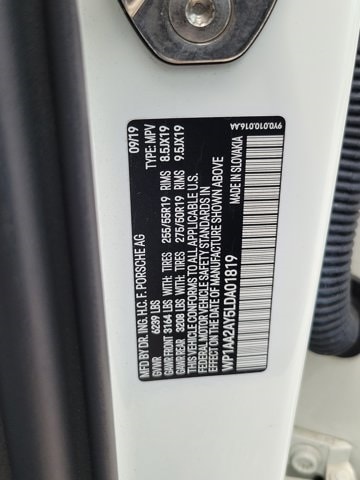 MFD BY DR. ING. H.C. F. PORSCHE AG 09/19
GVWR 6239 LBS TYPE: MPV
GAWR FRONT 3164 LBS WITH: TIRES 255/55R19 RIMS 8.5JX19
GAWR REAR 3208 LBS WITH: TIRES 275/50R19 RIMS 9.5JX19
THIS VEHICLE CONFORMS TO ALL APPLICABLE U.S.
FEDERAL MOTOR VEHICLE SAFETY STANDARDS IN
EFFECT ON THE DATE OF MANUFACTURE SHOWN ABOVE
WP1AA2AY5LDA01819 MADE IN SLOVAKIA
9Y0.010.016.AA